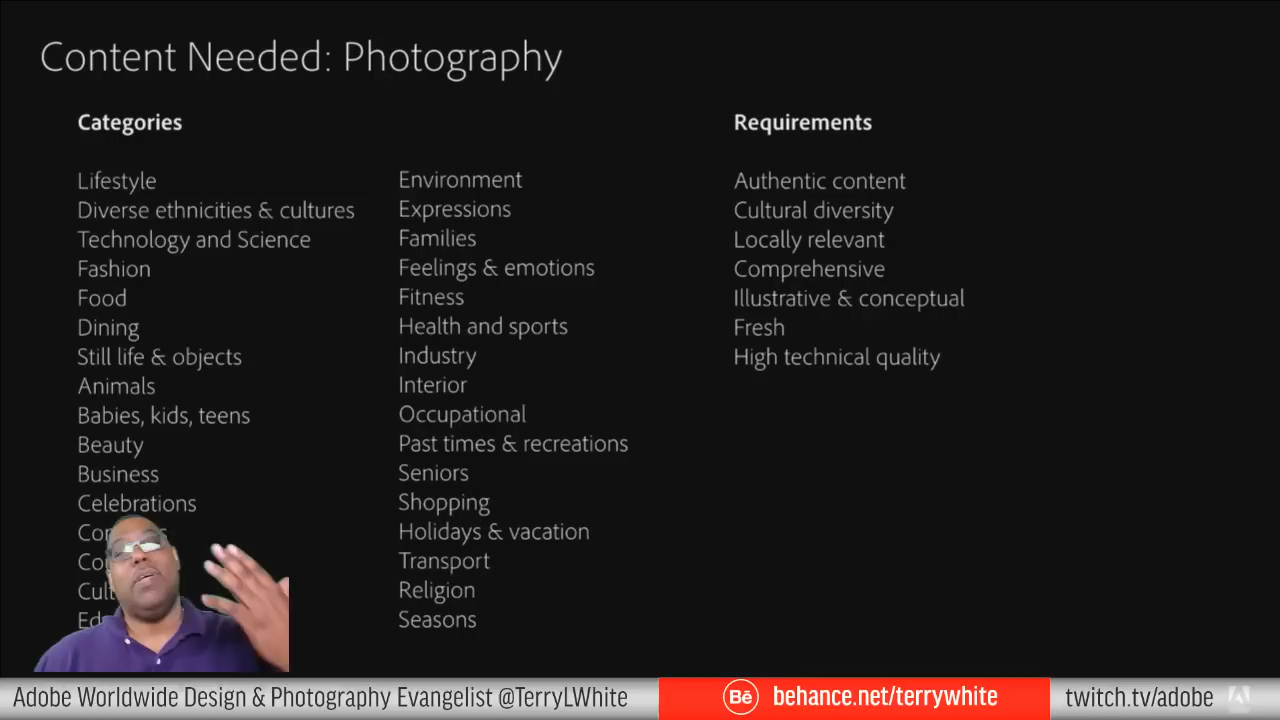 Content Needed: Photography
Categories
Lifestyle
Diverse ethnicities & cultures
Technology and Science
Fashion
Food
Dining
Still life & objects
Animals
Babies, kids, teens
Beauty
Business
Celebrations
Environment
Expressions
Families
Feelings & emotions
Fitness
Health and sports
Industry
Interior
Occupational
Past times & recreations
Seniors
Shopping
Holidays & vacation
Transport
Religion
Seasons
Requirements
Authentic content
Cultural diversity
Locally relevant
Comprehensive
Illustrative & conceptual
Fresh
High technical quality
Adobe Worldwide Design & Photography Evangelist @TerryLWhite
Bē behance.net/terrywhite
twitch.tv/adobe